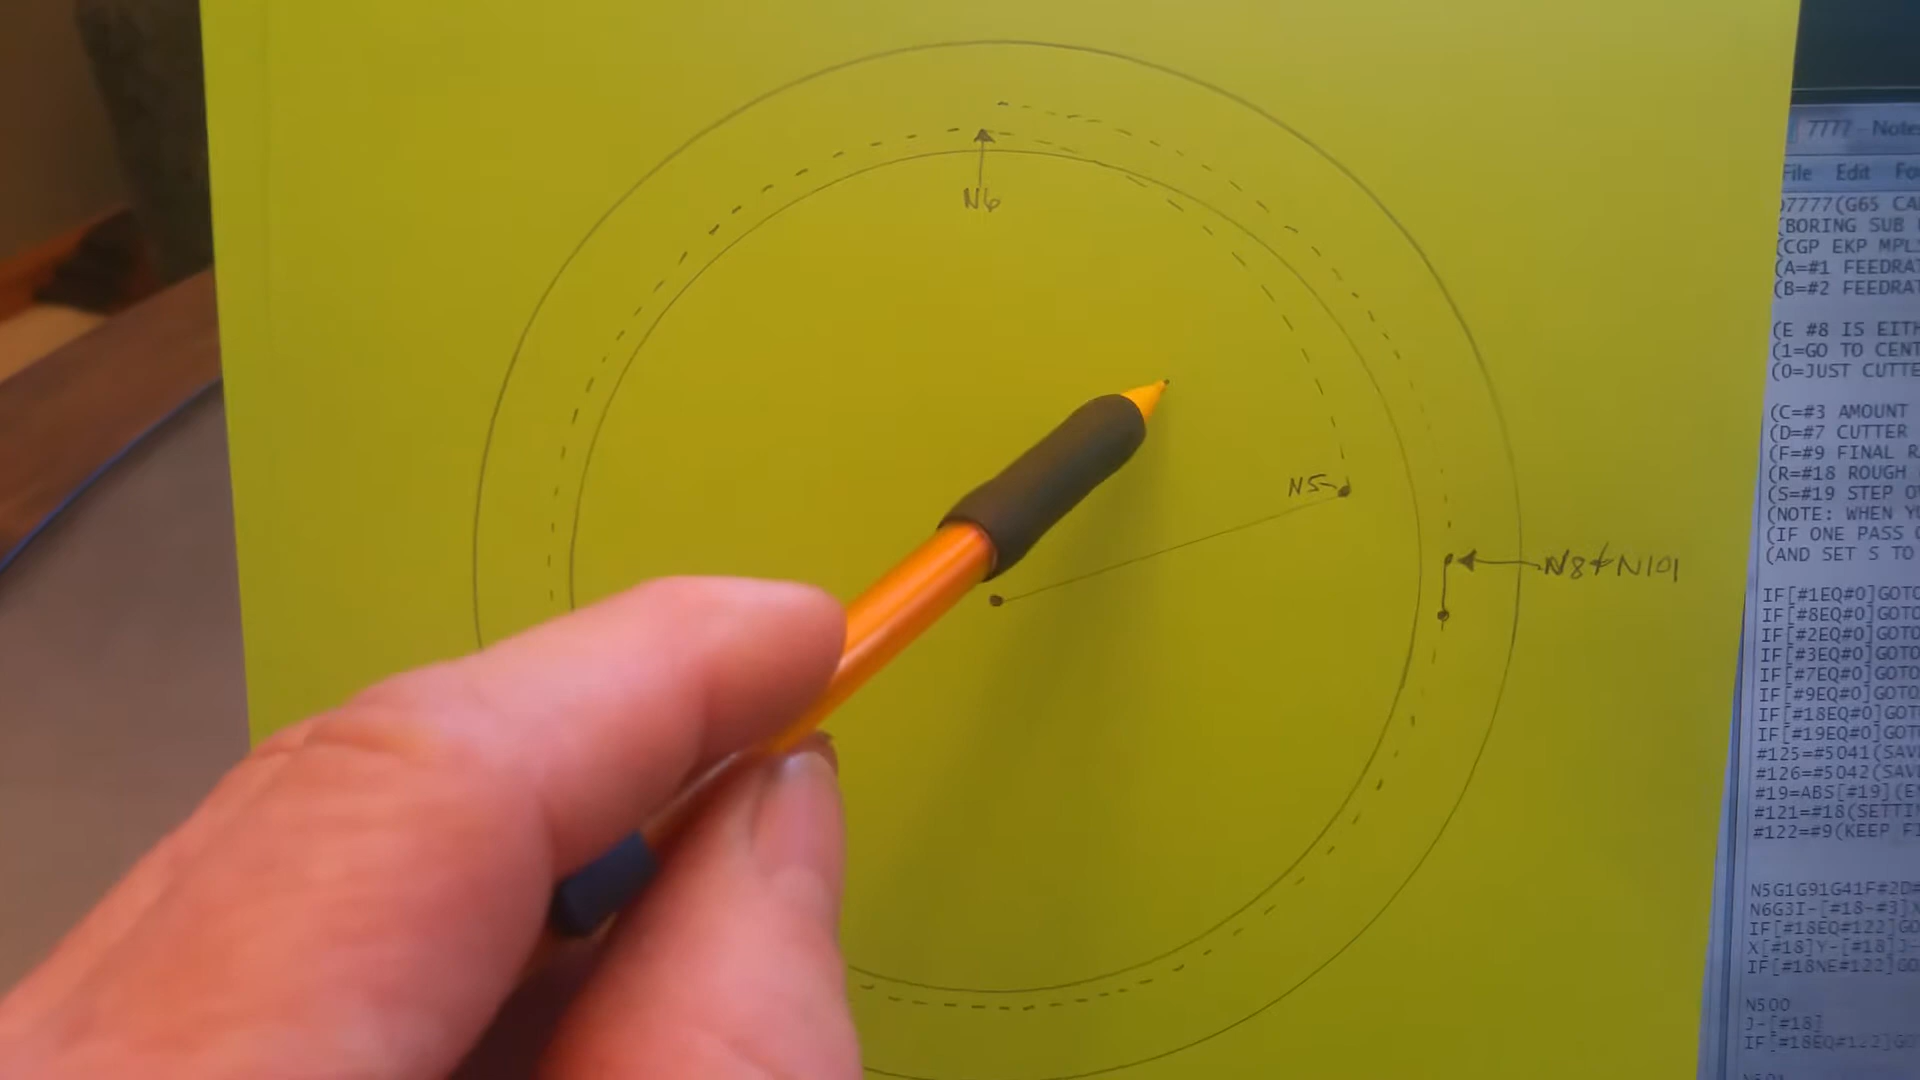 N6
N5
N8 & N101
7777 - Note
File Edit Fo
O7777(G65 CA
(BORING SUB
(CGP EKP MPL
(A=#1 FEEDRAT
(B=#2 FEEDRAT
(E #8 IS EITH
(1=GO TO CENT
(0=JUST CUTTE
(C=#3 AMOUNT
(D=#7 CUTTER
(F=#9 FINAL R
(R=#18 ROUGH
(S=#19 STEP O
(NOTE: WHEN Y
(IF ONE PASS
(AND SET S TO
IF[#1EQ#0]GOTO
IF[#8EQ#0]GOTO
IF[#2EQ#0]GOTO
IF[#3EQ#0]GOTO
IF[#7EQ#0]GOTO
IF[#9EQ#0]GOTO
IF[#18EQ#0]GOT
IF[#19EQ#0]GOT
#125=#5041(SAV
#126=#5042(SAV
#19=ABS[#19](E
#121=#18(SETTIN
#122=#9(KEEP F
N5G1G91G41F#2D#
N6G3I-[#18-#3]X
IF[#18EQ#122]GO
X[#18]Y-[#18]J-
IF[#18NE#122]GO
N500
J-[#18]
IF[#18EQ#122]GO